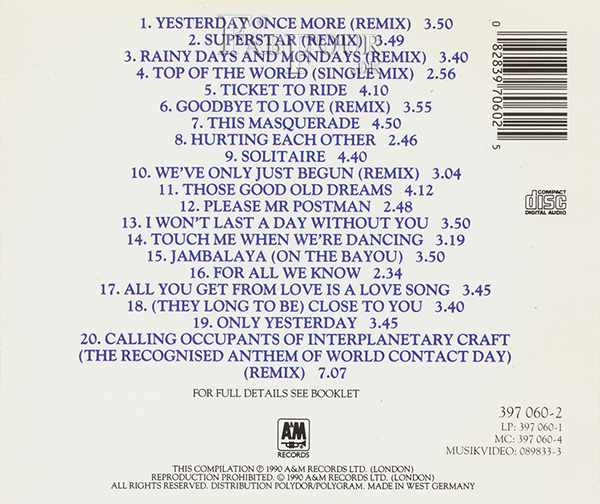 1. YESTERDAY ONCE MORE (REMIX) 3.50
2. SUPERSTAR (REMIX) 3.49
3. RAINY DAYS AND MONDAYS (REMIX) 3.40
4. TOP OF THE WORLD (SINGLE MIX) 2.56
5. TICKET TO RIDE 4.10
6. GOODBYE TO LOVE (REMIX) 3.55
7. THIS MASQUERADE 4.50
8. HURTING EACH OTHER 2.46
9. SOLITAIRE 4.40
10. WE'VE ONLY JUST BEGUN (REMIX) 3.04
11. THOSE GOOD OLD DREAMS 4.12
12. PLEASE MR POSTMAN 2.48
13. I WON'T LAST A DAY WITHOUT YOU 3.50
14. TOUCH ME WHEN WE'RE DANCING 3.19
15. JAMBALAYA (ON THE BAYOU) 3.50
16. FOR ALL WE KNOW 2.34
17. ALL YOU GET FROM LOVE IS A LOVE SONG 3.45
18. (THEY LONG TO BE) CLOSE TO YOU 3.40
19. ONLY YESTERDAY 3.45
20. CALLING OCCUPANTS OF INTERPLANETARY CRAFT
(THE RECOGNISED ANTHEM OF WORLD CONTACT DAY)
(REMIX) 7.07
FOR FULL DETAILS SEE BOOKLET
0 82839 70602 5
COMPACT
disc
DIGITAL AUDIO
397 060-2
LP: 397 060-1
MC: 397 060-4
MUSIKVIDEO: 089833-3
A&M
RECORDS
THIS COMPILATION ℗ 1990 A&M RECORDS LTD. (LONDON)
REPRODUCTION PROHIBITED. © 1990 A&M RECORDS LTD. (LONDON)
ALL RIGHTS RESERVED. DISTRIBUTION POLYDOR/POLYGRAM. MADE IN WEST GERMANY